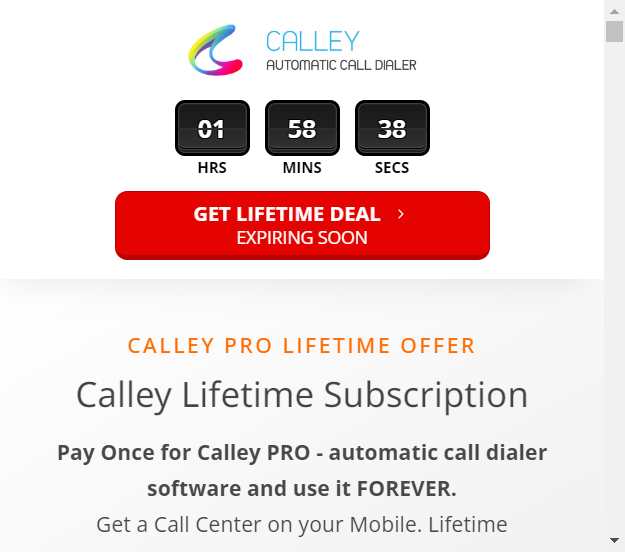 CALLEY
AUTOMATIC CALL DIALER
01 58 38
HRS MINS SECS
GET LIFETIME DEAL
EXPIRING SOON
CALLEY PRO LIFETIME OFFER
Calley Lifetime Subscription
Pay Once for Calley PRO - automatic call dialer
software and use it FOREVER.
Get a Call Center on your Mobile. Lifetime